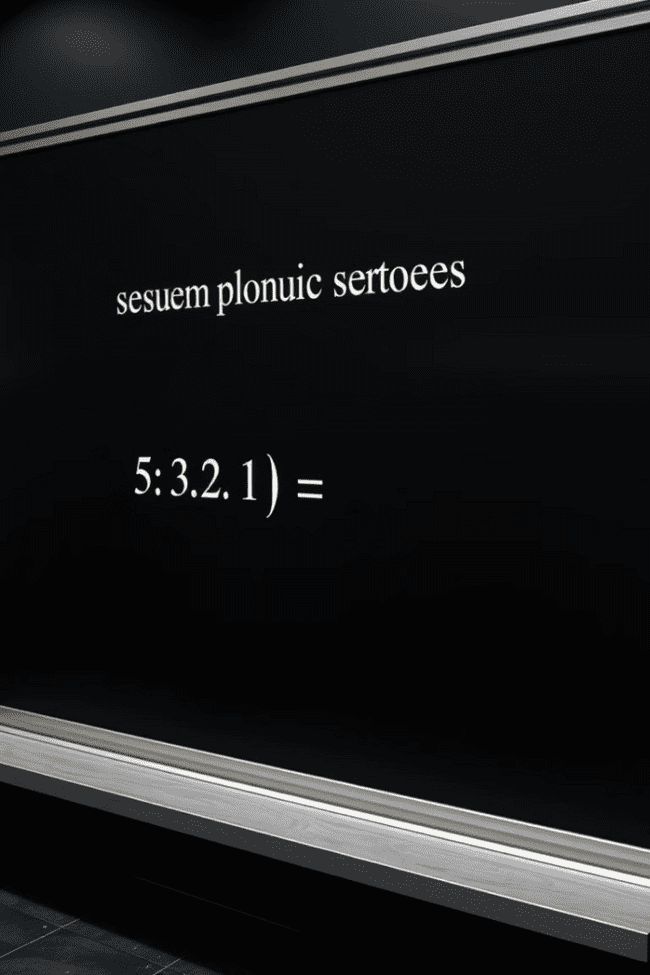 sesuem plonuic sertoees
5: 3.2. 1) =